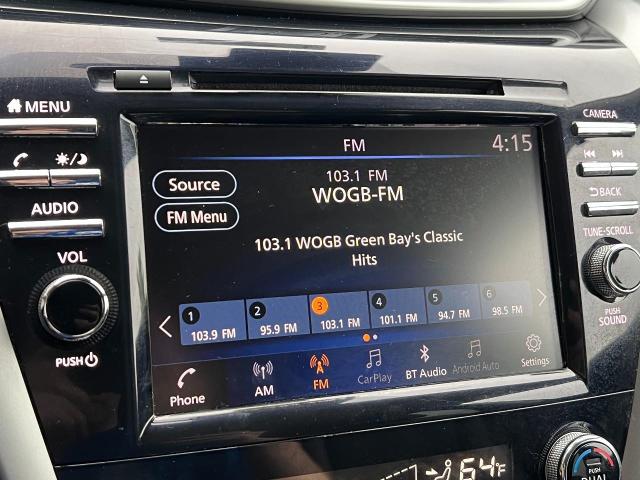 MENU
AUDIO
VOL
PUSH
FM
4:15
Source
FM Menu
103.1 FM
WOGB-FM
103.1 WOGB Green Bay's Classic
Hits
1 103.9 FM
2 95.9 FM
3 103.1 FM
4 101.1 FM
5 94.7 FM
6 98.5 FM
Phone
AM
FM
CarPlay
BT Audio
Android Auto
Settings
CAMERA
BACK
TUNE·SCROLL
PUSH
SOUND
64°F
DUAL